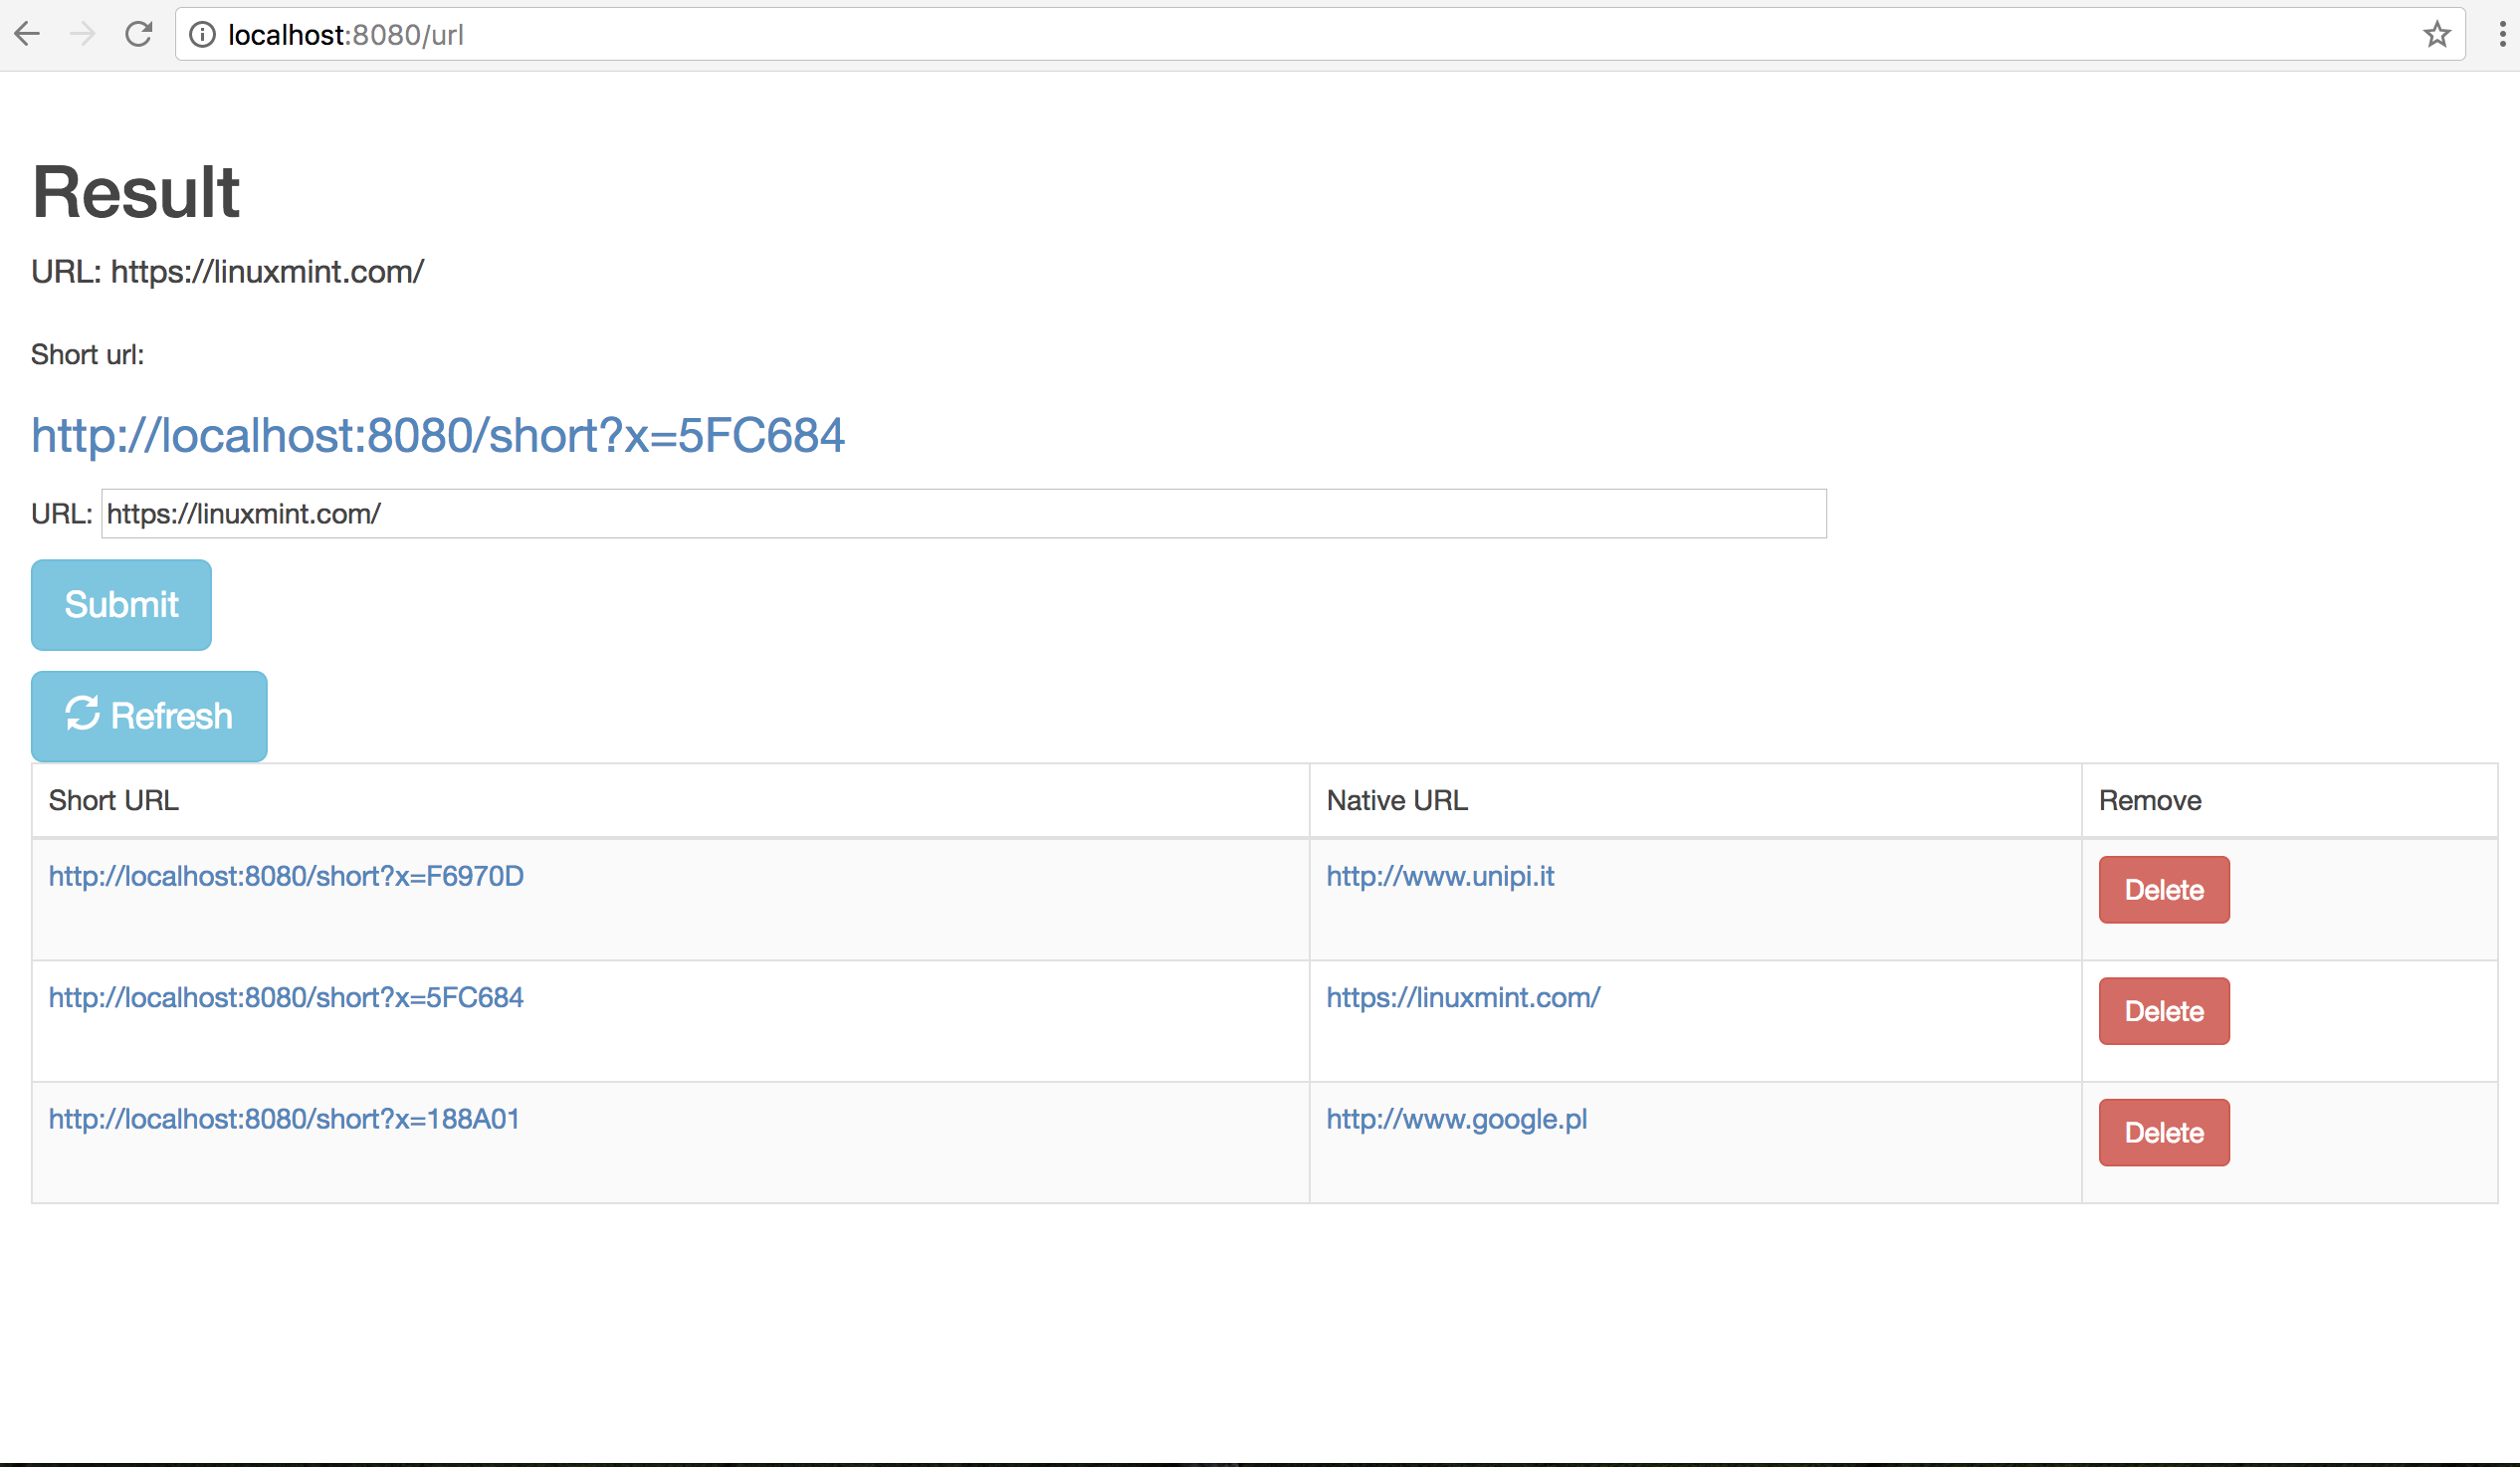 localhost:8080/url
Result
URL: https://linuxmint.com/
Short url:
http://localhost:8080/short?x=5FC684
URL: https://linuxmint.com/
Submit
Refresh
Short URL Native URL Remove
http://localhost:8080/short?x=F6970D http://www.unipi.it Delete
http://localhost:8080/short?x=5FC684 https://linuxmint.com/ Delete
http://localhost:8080/short?x=188A01 http://www.google.pl Delete